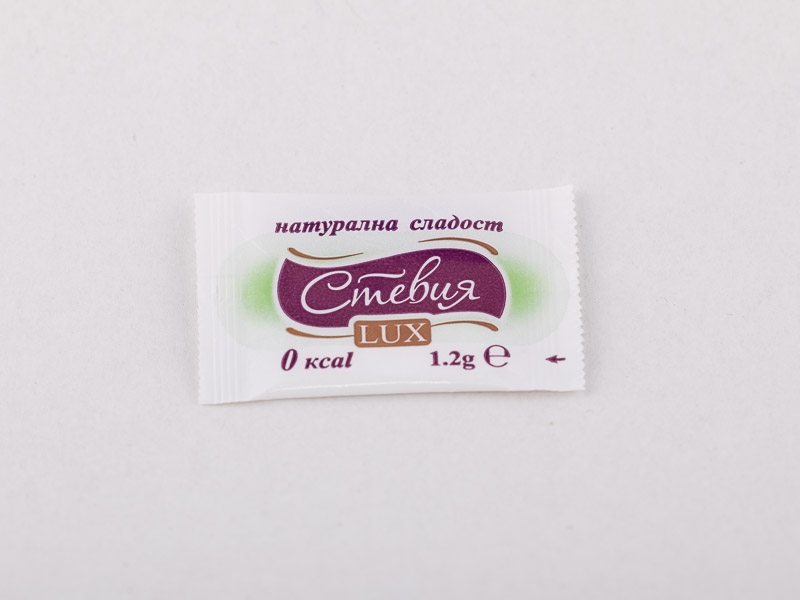 натурална сладост
Стевия
LUX
0 kcal 1.2g ℮